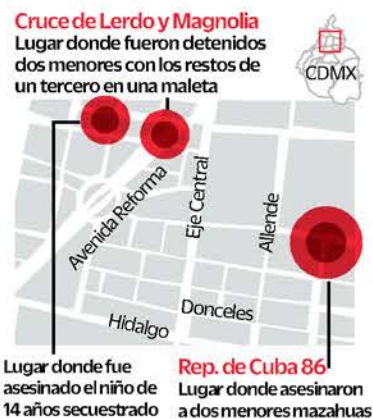 Cruce de Lerdo y Magnolia
Lugar donde fueron detenidos
dos menores con los restos de
un tercero en una maleta
CDMX
Avenida Reforma
Eje Central
Allende
Donceles
Hidalgo
Lugar donde fue
asesinado el niño de
14 años secuestrado
Rep. de Cuba 86
Lugar donde asesinaron
a dos menores mazahuas